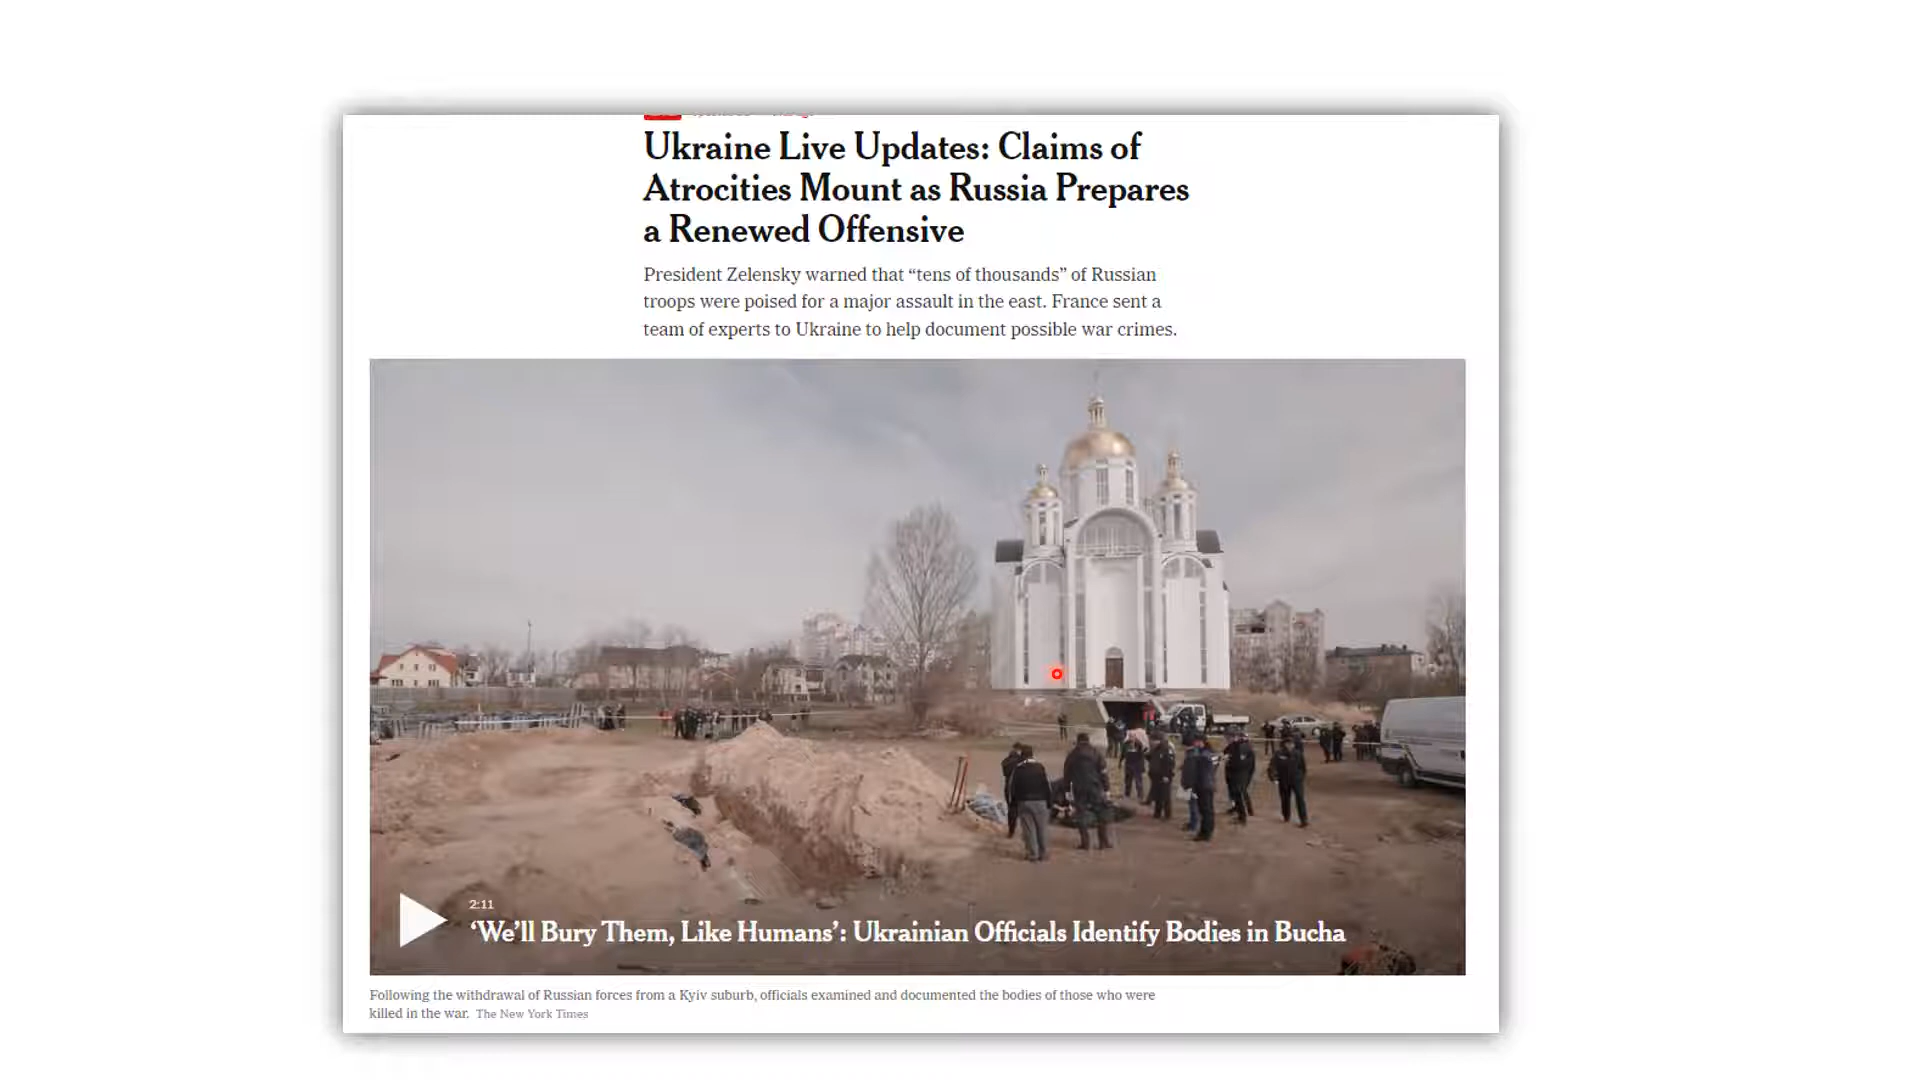 Ukraine Live Updates: Claims of
Atrocities Mount as Russia Prepares
a Renewed Offensive
President Zelensky warned that “tens of thousands” of Russian
troops were poised for a major assault in the east. France sent a
team of experts to Ukraine to help document possible war crimes.
2:11
‘We’ll Bury Them, Like Humans’: Ukrainian Officials Identify Bodies in Bucha
Following the withdrawal of Russian forces from a Kyiv suburb, officials examined and documented the bodies of those who were
killed in the war. The New York Times